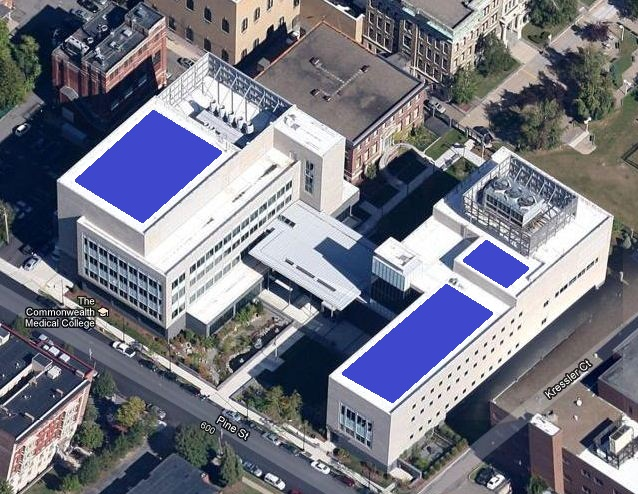 The
Commonwealth
Medical College
Kressler Ct
Pine St
600